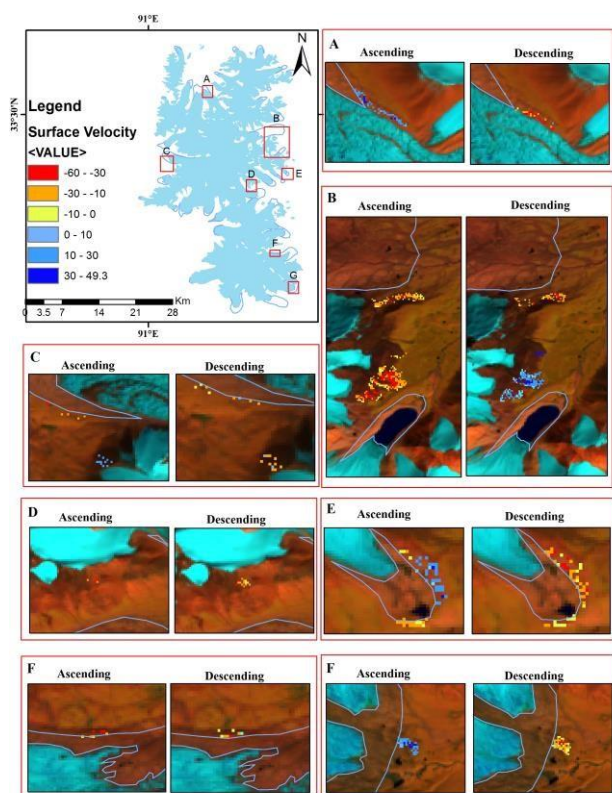 91°E
N
33°30'N
Legend
Surface Velocity
<VALUE>
-60 - -30
-30 - -10
-10 - 0
0 - 10
10 - 30
30 - 49.3
A
B
C
D
E
F
G
Km
0 3.5 7 14 21 28
91°E
A
Ascending Descending
B
Ascending Descending
C
Ascending Descending
D
Ascending Descending
E
Ascending Descending
F
Ascending Descending
F
Ascending Descending